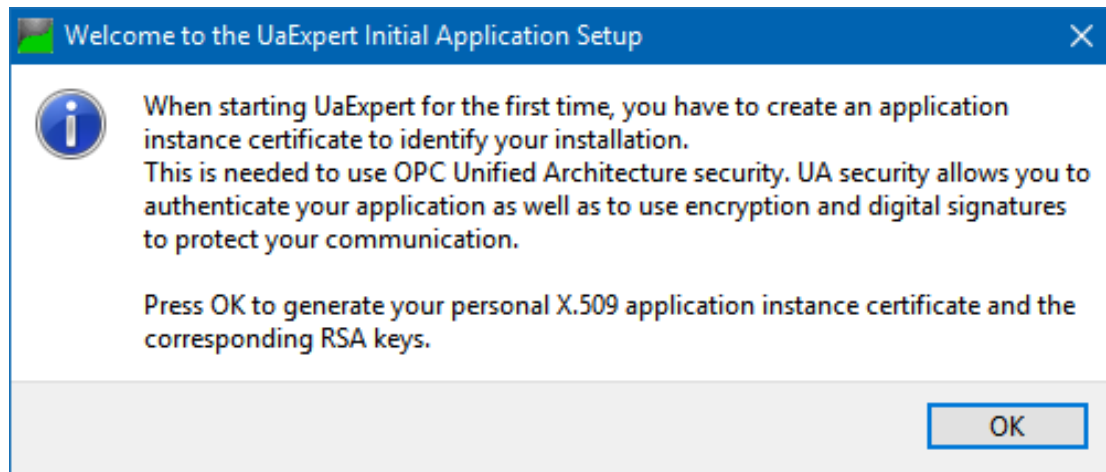 Welcome to the UaExpert Initial Application Setup
When starting UaExpert for the first time, you have to create an application
instance certificate to identify your installation.
This is needed to use OPC Unified Architecture security. UA security allows you to
authenticate your application as well as to use encryption and digital signatures
to protect your communication.
Press OK to generate your personal X.509 application instance certificate and the
corresponding RSA keys.
OK